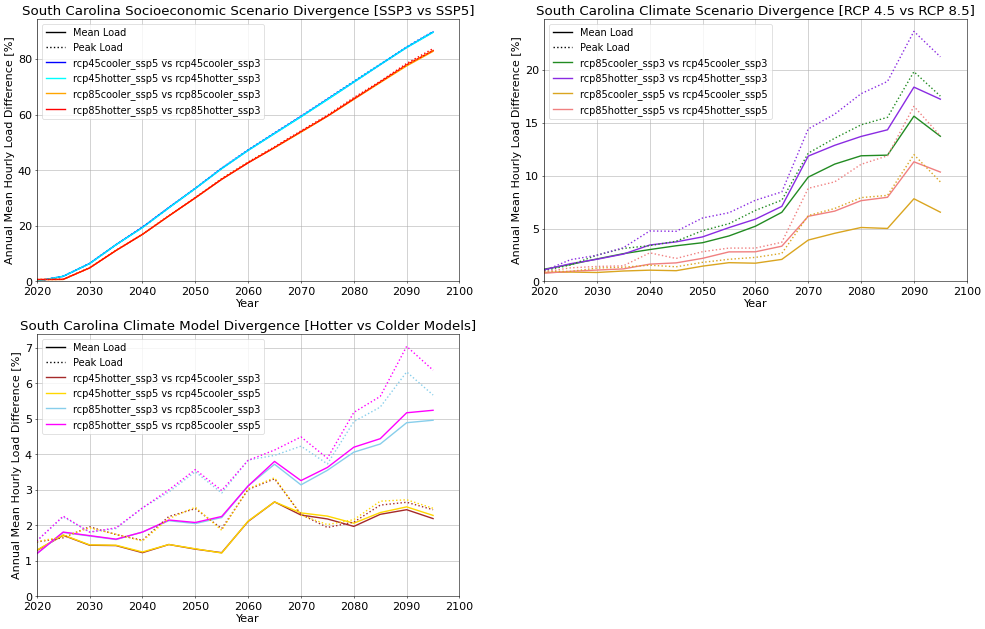 South Carolina Socioeconomic Scenario Divergence [SSP3 vs SSP5]
Annual Mean Hourly Load Difference [%]
80
60
40
20
0
Mean Load
Peak Load
rcp45cooler_ssp5 vs rcp45cooler_ssp3
rcp45hotter_ssp5 vs rcp45hotter_ssp3
rcp85cooler_ssp5 vs rcp85cooler_ssp3
rcp85hotter_ssp5 vs rcp85hotter_ssp3
2020 2030 2040 2050 2060 2070 2080 2090 2100
Year
South Carolina Climate Scenario Divergence [RCP 4.5 vs RCP 8.5]
Annual Mean Hourly Load Difference [%]
20
15
10
5
0
Mean Load
Peak Load
rcp85cooler_ssp3 vs rcp45cooler_ssp3
rcp85hotter_ssp3 vs rcp45hotter_ssp3
rcp85cooler_ssp5 vs rcp45cooler_ssp5
rcp85hotter_ssp5 vs rcp45hotter_ssp5
2020 2030 2040 2050 2060 2070 2080 2090 2100
Year
South Carolina Climate Model Divergence [Hotter vs Colder Models]
Annual Mean Hourly Load Difference [%]
7
6
5
4
3
2
1
0
Mean Load
Peak Load
rcp45hotter_ssp3 vs rcp45cooler_ssp3
rcp45hotter_ssp5 vs rcp45cooler_ssp5
rcp85hotter_ssp3 vs rcp85cooler_ssp3
rcp85hotter_ssp5 vs rcp85cooler_ssp5
2020 2030 2040 2050 2060 2070 2080 2090 2100
Year